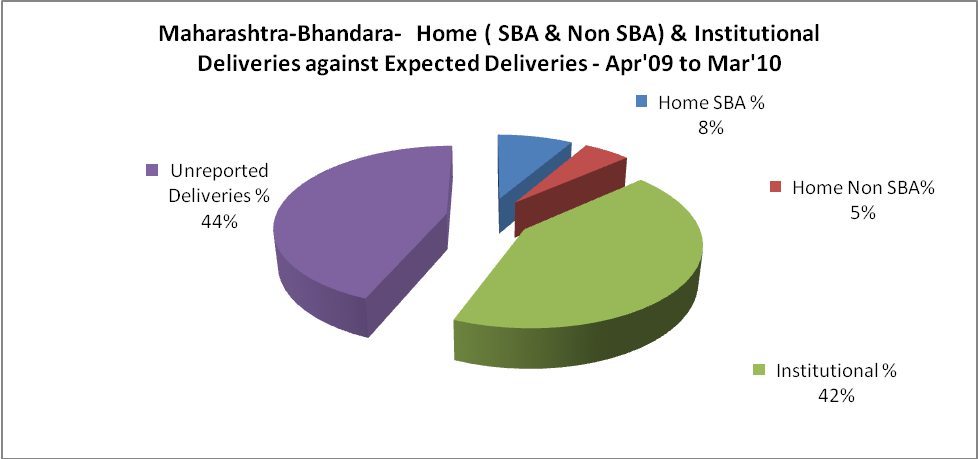 Maharashtra-Bhandara- Home ( SBA & Non SBA) & Institutional
Deliveries against Expected Deliveries - Apr'09 to Mar'10
Home SBA %
8%
Unreported
Deliveries %
44%
Home Non SBA%
5%
Institutional %
42%